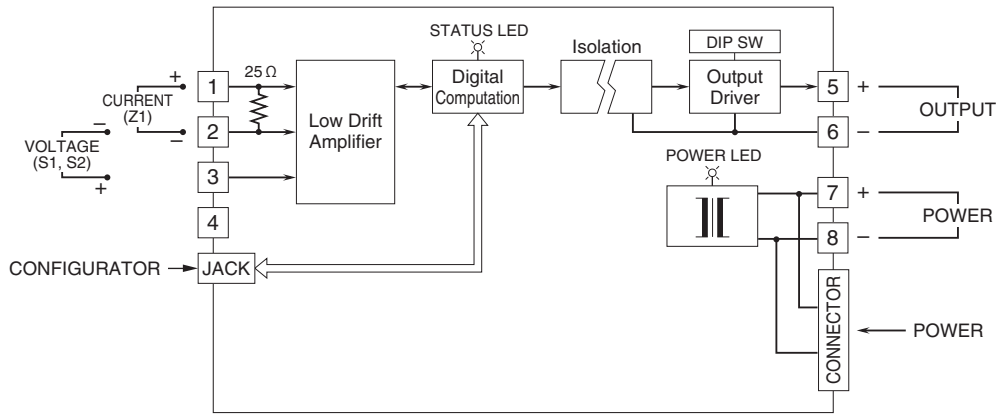 STATUS LED
Isolation
DIP SW
25 Ω
Digital
Computation
Output
Driver
Low Drift
Amplifier
+
CURRENT
(Z1)
–
–
VOLTAGE
(S1, S2)
+
1
2
3
4
5
6
+
OUTPUT
–
POWER LED
7
8
+
POWER
–
CONFIGURATOR
JACK
CONNECTOR
POWER